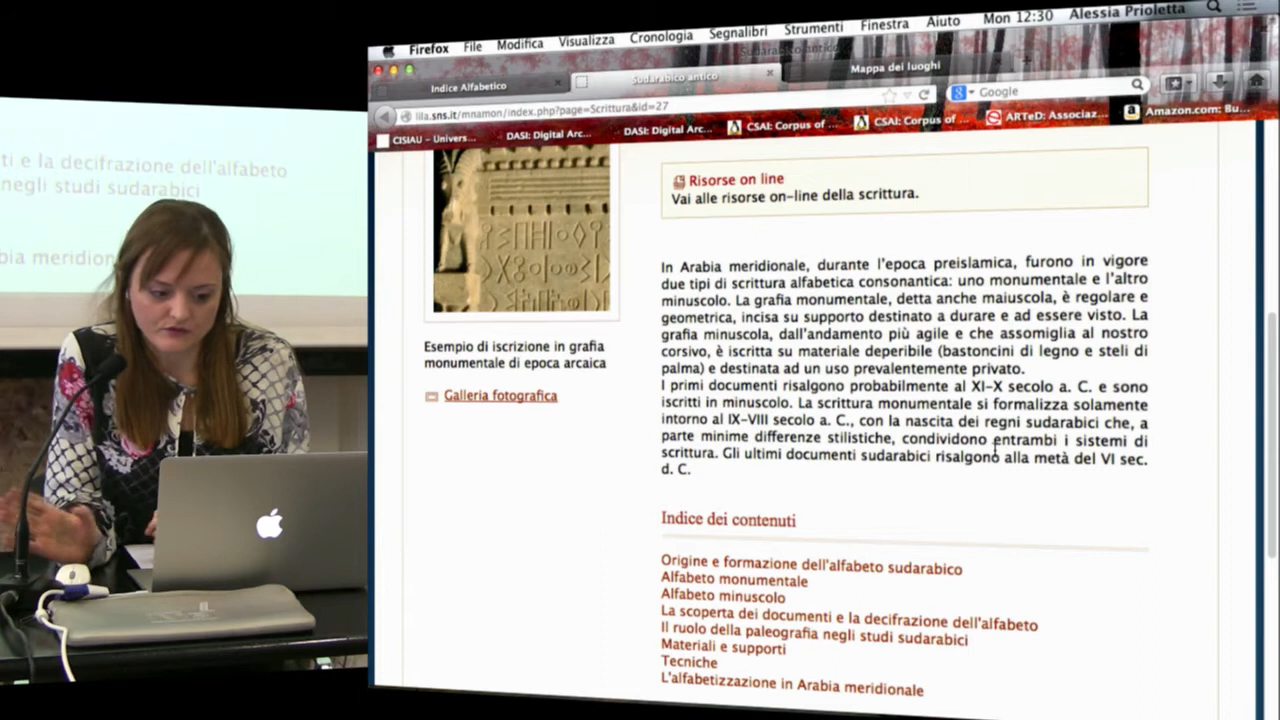 Firefox File Modifica Visualizza Cronologia Segnalibri Strumenti Finestra Aiuto Mon 12:30 Alessia Prioletta
Sudarabico antico
Indice Alfabetico
Sudarabico antico
Mappa dei luoghi
lila.sns.it/mnamon/index.php?page=Scrittura&id=27
Google
CISIAU – Univers...
DASI: Digital Arc...
DASI: Digital Arc...
CSAI: Corpus of ...
CSAI: Corpus of ...
ARTeD: Associaz...
Amazon.com: Bu...
ti e la decifrazione dell'alfabeto
negli studi sudarabici
bia meridion
Risorse on line
Vai alle risorse on-line della scrittura.
Esempio di iscrizione in grafia
monumentale di epoca arcaica
Galleria fotografica
In Arabia meridionale, durante l'epoca preislamica, furono in vigore
due tipi di scrittura alfabetica consonantica: uno monumentale e l'altro
minuscolo. La grafia monumentale, detta anche maiuscola, è regolare e
geometrica, incisa su supporto destinato a durare e ad essere visto. La
grafia minuscola, dall'andamento più agile e che assomiglia al nostro
corsivo, è iscritta su materiale deperibile (bastoncini di legno e steli di
palma) e destinata ad un uso prevalentemente privato.
I primi documenti risalgono probabilmente al XI-X secolo a. C. e sono
iscritti in minuscolo. La scrittura monumentale si formalizza solamente
intorno al IX-VIII secolo a. C., con la nascita dei regni sudarabici che, a
parte minime differenze stilistiche, condividono entrambi i sistemi di
scrittura. Gli ultimi documenti sudarabici risalgono alla metà del VI sec.
d. C.
Indice dei contenuti
Origine e formazione dell'alfabeto sudarabico
Alfabeto monumentale
Alfabeto minuscolo
La scoperta dei documenti e la decifrazione dell'alfabeto
Il ruolo della paleografia negli studi sudarabici
Materiali e supporti
Tecniche
L'alfabetizzazione in Arabia meridionale